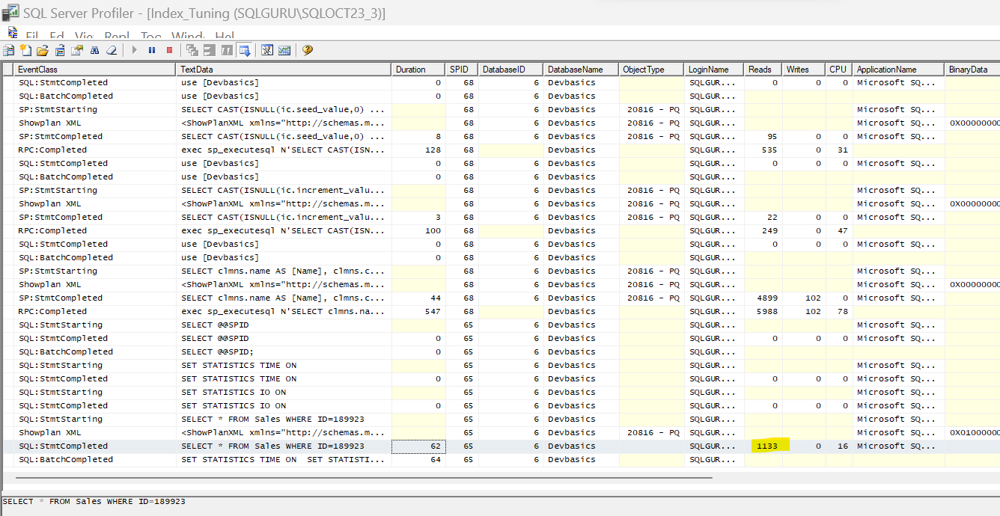 SQL Server Profiler - [Index_Tuning (SQLGURU\SQLOCT23_3)]
EventClass TextData Duration SPID DatabaseID DatabaseName ObjectType LoginName Reads Writes CPU ApplicationName BinaryData
SQL:StmtCompleted use [Devbasics] 0 68 6 Devbasics SQLGUR... 0 0 0 Microsoft SQ...
SQL:BatchCompleted use [Devbasics] 0 68 6 Devbasics SQLGUR...
SP:StmtStarting SELECT CAST(ISNULL(ic.seed_value,0) ... 68 6 Devbasics 20816 - PQ SQLGUR... Microsoft SQ...
Showplan XML <ShowPlanXML xmlns="http://schemas.m... 68 6 Devbasics 20816 - PQ SQLGUR... Microsoft SQ... 0X00000000
SP:StmtCompleted SELECT CAST(ISNULL(ic.seed_value,0) ... 8 68 6 Devbasics 20816 - PQ SQLGUR... 95 0 0 Microsoft SQ...
RPC:Completed exec sp_executesql N'SELECT CAST(ISN... 128 68 Devbasics SQLGUR... 535 0 31
SQL:StmtCompleted use [Devbasics] 0 68 6 Devbasics SQLGUR... 0 0 0 Microsoft SQ...
SQL:BatchCompleted use [Devbasics] 0 68 6 Devbasics SQLGUR...
SP:StmtStarting SELECT CAST(ISNULL(ic.increment_valu... 68 6 Devbasics 20816 - PQ SQLGUR... Microsoft SQ...
Showplan XML <ShowPlanXML xmlns="http://schemas.m... 68 6 Devbasics 20816 - PQ SQLGUR... Microsoft SQ... 0X00000000
SP:StmtCompleted SELECT CAST(ISNULL(ic.increment_valu... 3 68 6 Devbasics 20816 - PQ SQLGUR... 22 0 0 Microsoft SQ...
RPC:Completed exec sp_executesql N'SELECT CAST(ISN... 100 68 Devbasics SQLGUR... 249 0 47
SQL:StmtCompleted use [Devbasics] 0 68 6 Devbasics SQLGUR... 0 0 0 Microsoft SQ...
SQL:BatchCompleted use [Devbasics] 0 68 6 Devbasics SQLGUR...
SP:StmtStarting SELECT clmns.name AS [Name], clmns.c... 68 6 Devbasics 20816 - PQ SQLGUR... Microsoft SQ...
Showplan XML <ShowPlanXML xmlns="http://schemas.m... 68 6 Devbasics 20816 - PQ SQLGUR... Microsoft SQ... 0X00000000
SP:StmtCompleted SELECT clmns.name AS [Name], clmns.c... 44 68 6 Devbasics 20816 - PQ SQLGUR... 4899 102 0 Microsoft SQ...
RPC:Completed exec sp_executesql N'SELECT clmns.na... 547 68 Devbasics SQLGUR... 5988 102 78
SQL:StmtStarting SELECT @@SPID 65 6 Devbasics SQLGUR... Microsoft SQ...
SQL:StmtCompleted SELECT @@SPID 0 65 6 Devbasics SQLGUR... 0 0 0 Microsoft SQ...
SQL:BatchCompleted SELECT @@SPID; 0 65 6 Devbasics SQLGUR...
SQL:StmtStarting SET STATISTICS TIME ON 65 6 Devbasics SQLGUR... Microsoft SQ...
SQL:StmtCompleted SET STATISTICS TIME ON 0 65 6 Devbasics SQLGUR... 0 0 0 Microsoft SQ...
SQL:StmtStarting SET STATISTICS IO ON 65 6 Devbasics SQLGUR... Microsoft SQ...
SQL:StmtCompleted SET STATISTICS IO ON 0 65 6 Devbasics SQLGUR... 0 0 0 Microsoft SQ...
SQL:StmtStarting SELECT * FROM Sales WHERE ID=189923 65 6 Devbasics SQLGUR... Microsoft SQ...
Showplan XML <ShowPlanXML xmlns="http://schemas.m... 65 6 Devbasics 20816 - PQ SQLGUR... Microsoft SQ... 0X01000000
SQL:StmtCompleted SELECT * FROM Sales WHERE ID=189923 62 65 6 Devbasics SQLGUR... 1133 0 16 Microsoft SQ...
SQL:BatchCompleted SET STATISTICS TIME ON SET STATISTI... 64 65 6 Devbasics SQLGUR...
SELECT * FROM Sales WHERE ID=189923